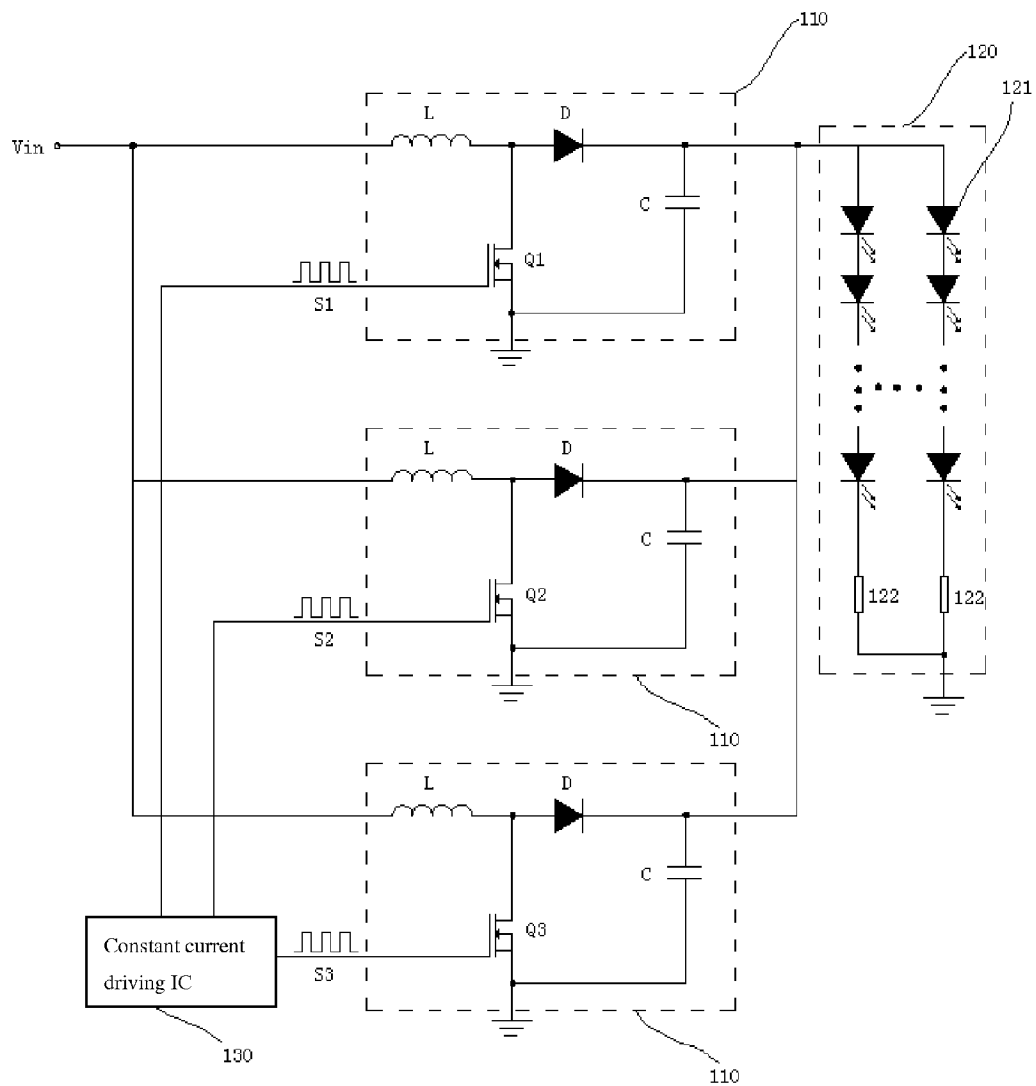 110
120
121
L D
Vin
C
Q1
S1
L D
C
Q2
S2
122 122
110
L D
C
Q3
Constant current
driving IC
S3
130
110